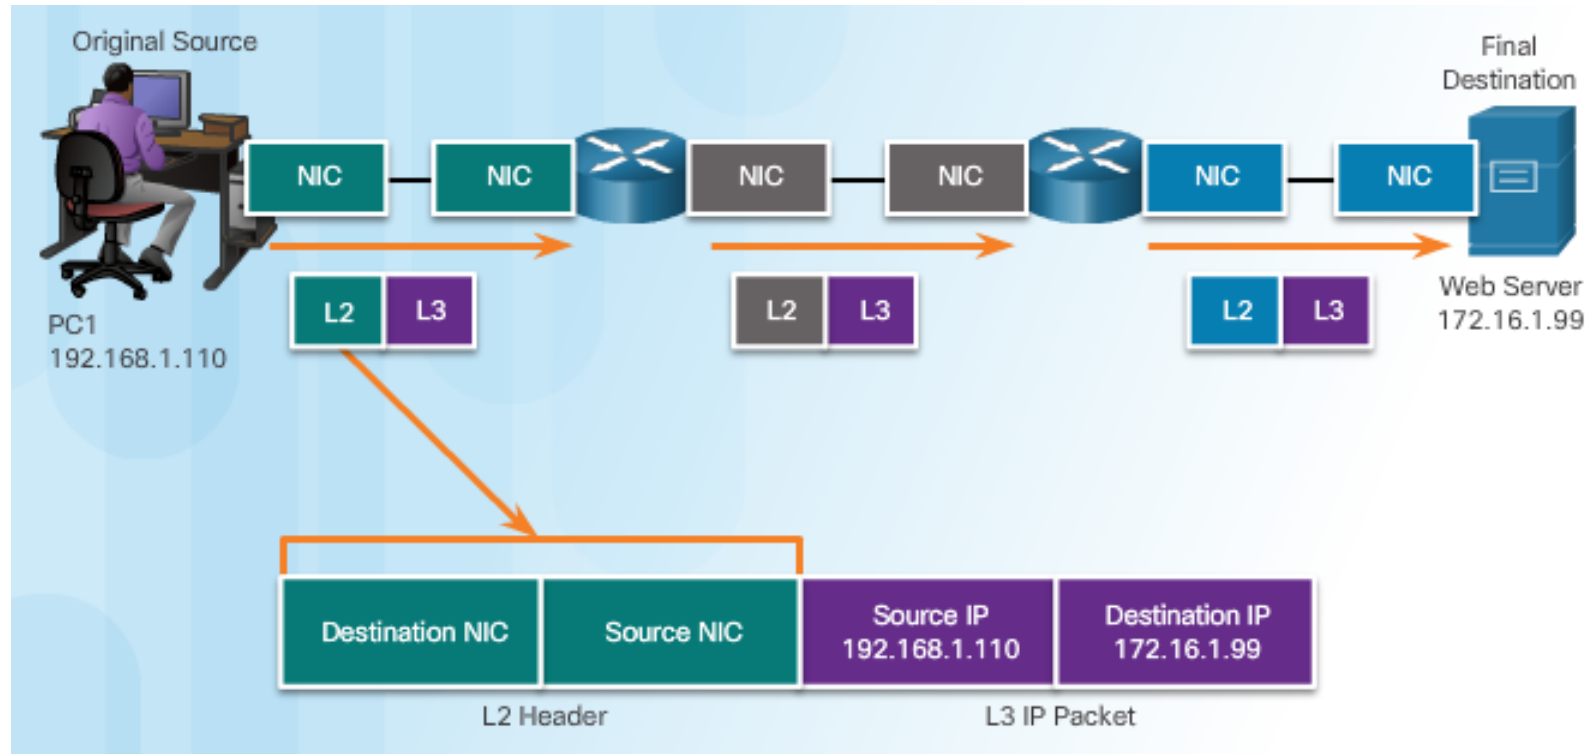 Original Source
Final
Destination
NIC
NIC
NIC
NIC
NIC
NIC
L2
L3
L2
L3
L2
L3
PC1
192.168.1.110
Web Server
172.16.1.99
Destination NIC
Source NIC
Source IP
192.168.1.110
Destination IP
172.16.1.99
L2 Header
L3 IP Packet